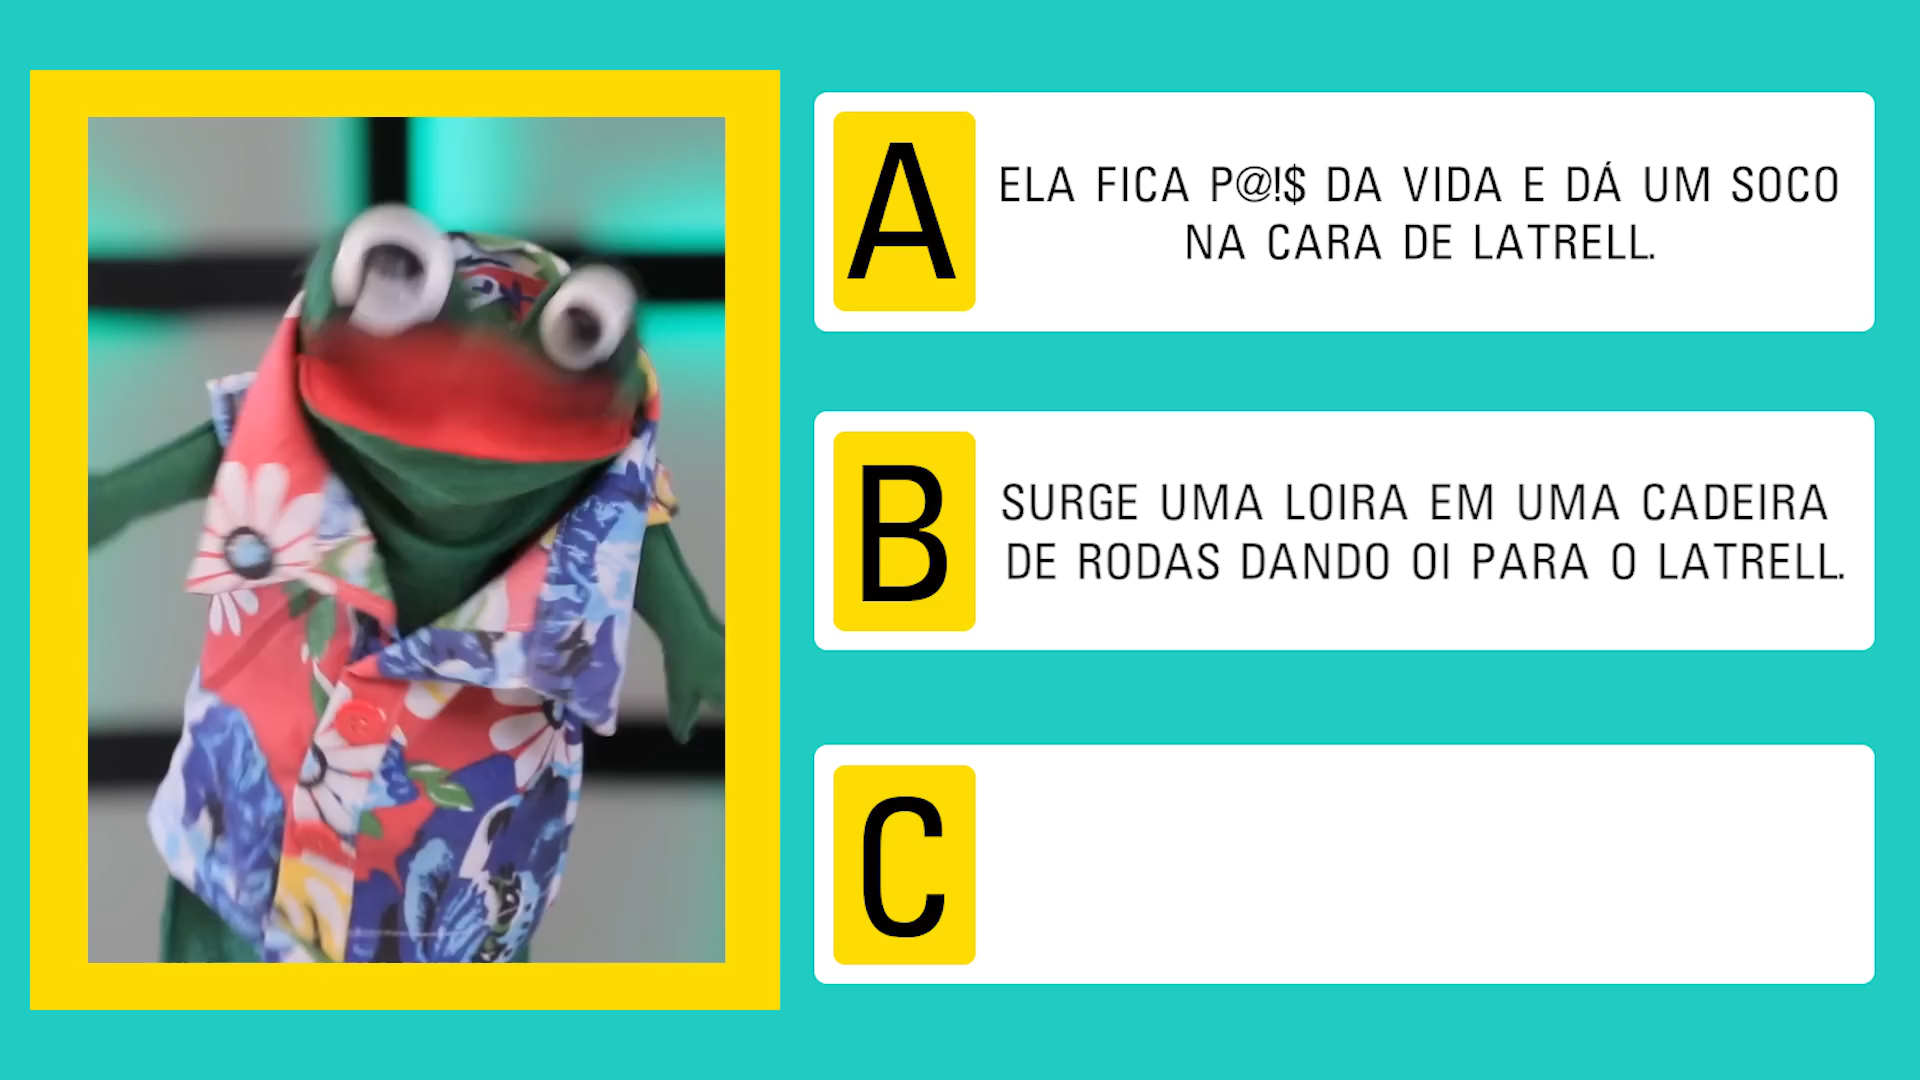 A
ELA FICA P@!$ DA VIDA E DÁ UM SOCO
NA CARA DE LATRELL.
B
SURGE UMA LOIRA EM UMA CADEIRA
DE RODAS DANDO OI PARA O LATRELL.
C